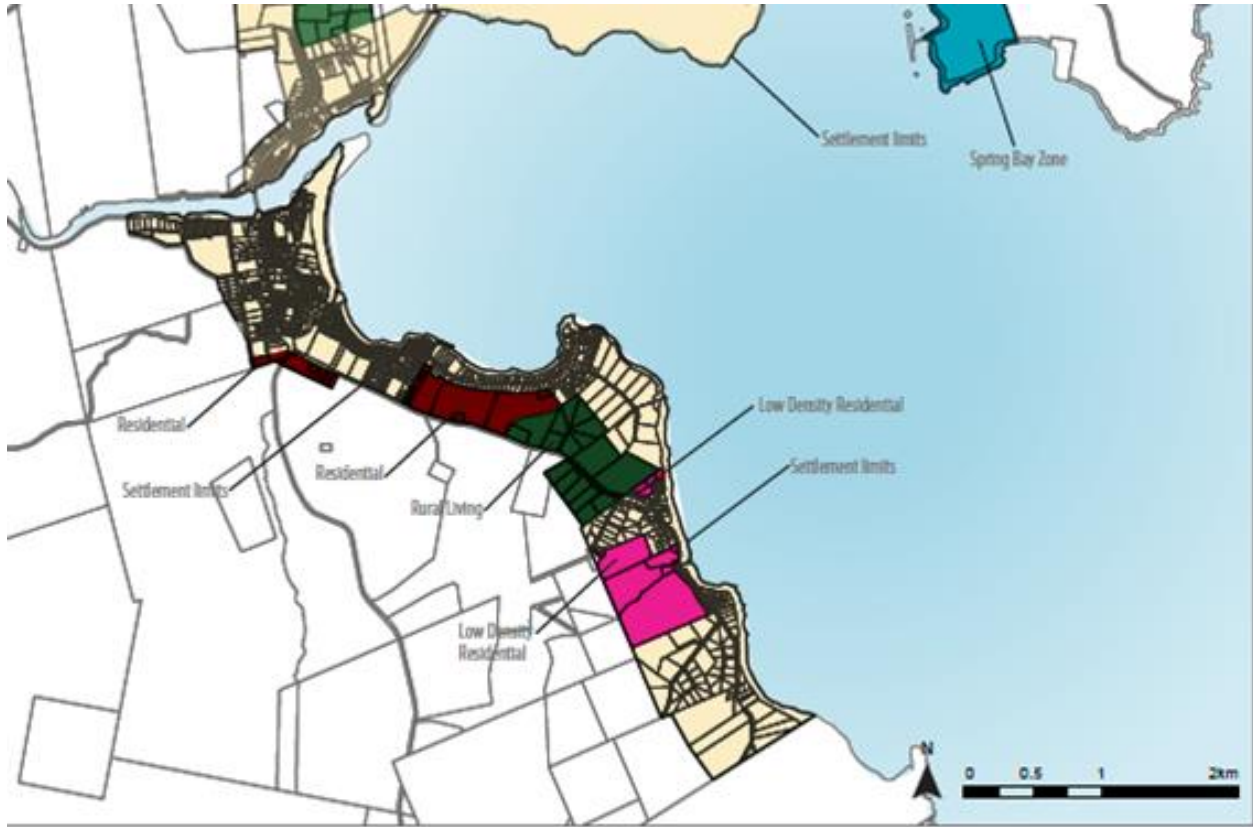 Settlement limits
Spring Bay Zone
Low Density Residential
Residential
Settlement limits
Residential
Settlement limits
Rural Living
Low Density
Residential
N
0 0.5 1 2km